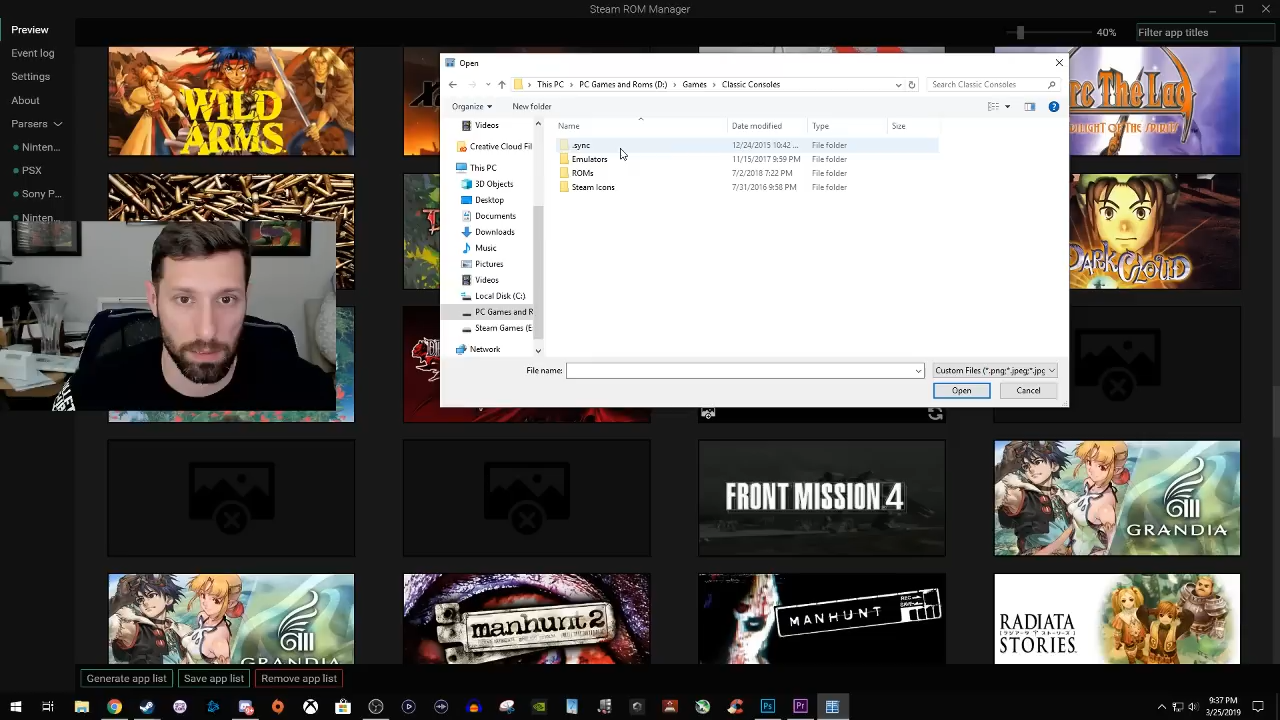 Steam ROM Manager
Preview
Event log
Settings
About
Parsers
Ninten...
PSX
Sony P...
Ninten...
40%
Filter app titles
WILD ARMS
Open
This PC > PC Games and Roms (D:) > Games > Classic Consoles
Search Classic Consoles
Organize
New folder
Name
Date modified
Type
Size
.sync 12/24/2015 10:42 ... File folder
Emulators 11/15/2017 9:39 PM File folder
ROMs 7/2/2018 7:22 PM File folder
Steam Icons 7/31/2016 9:58 PM File folder
Videos
Creative Cloud Fil
This PC
3D Objects
Desktop
Documents
Downloads
Music
Pictures
Videos
Local Disk (C:)
PC Games and R
Steam Games (E
Network
File name:
Custom Files (*.png;*.jpeg;*.jpg
Open
Cancel
DARK CLOUD
FRONT MISSION 4
GRANDIA
GRANDIA
manhunt 2
MANHUNT
REC
RADIATA
STORIES
Generate app list
Save app list
Remove app list
9:37 PM
3/25/2019